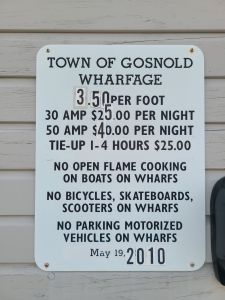 TOWN OF GOSNOLD
WHARFAGE
3.50 PER FOOT
30 AMP $25.00 PER NIGHT
50 AMP $40.00 PER NIGHT
TIE-UP 1-4 HOURS $25.00
NO OPEN FLAME COOKING
ON BOATS ON WHARFS
NO BICYCLES, SKATEBOARDS,
SCOOTERS ON WHARFS
NO PARKING MOTORIZED
VEHICLES ON WHARFS
May 19, 2010